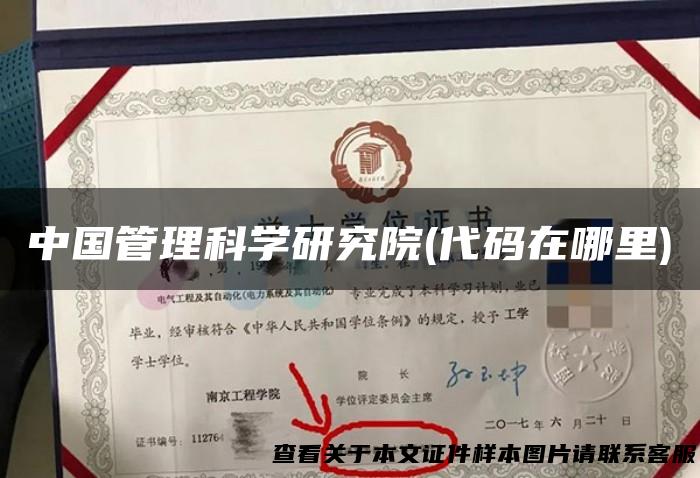 学士学位证书
中国管理科学研究院(代码在哪里)
男
电气工程及其自动化(电力系统及其自动化) 专业完成了本科学习计划,业已
毕业,经审核符合《中华人民共和国学位条例》的规定,授予 工学
学士学位。
院 长
南京工程学院
学位评定委员会主席
二〇一七年六月二十日
证书编号: 112764
查看关于本文证件样本图片请联系客服